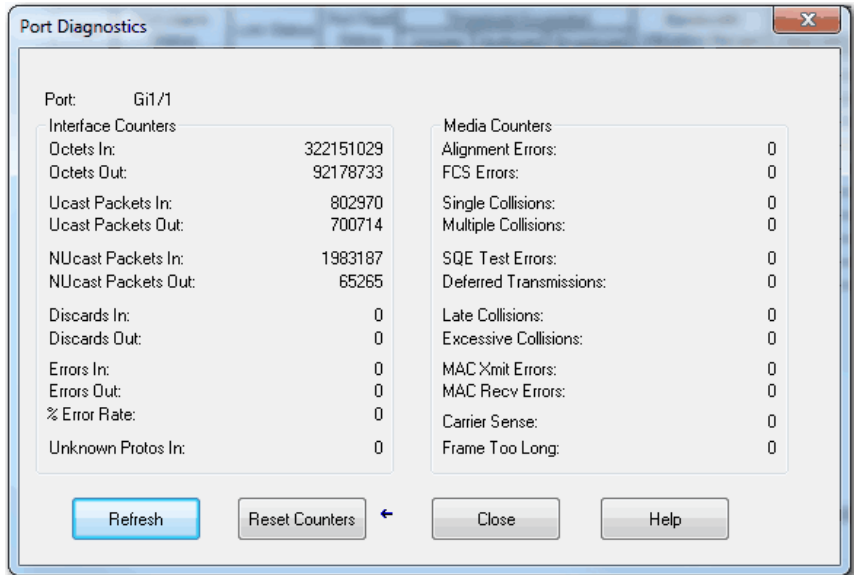 Port Diagnostics
Port: Gi1/1
Interface Counters
Octets In: 322151029
Octets Out: 92178733
Ucast Packets In: 802970
Ucast Packets Out: 700714
NUcast Packets In: 1983187
NUcast Packets Out: 65265
Discards In: 0
Discards Out: 0
Errors In: 0
Errors Out: 0
% Error Rate: 0
Unknown Protos In: 0
Media Counters
Alignment Errors: 0
FCS Errors: 0
Single Collisions: 0
Multiple Collisions: 0
SQE Test Errors: 0
Deferred Transmissions: 0
Late Collisions: 0
Excessive Collisions: 0
MAC Xmit Errors: 0
MAC Recv Errors: 0
Carrier Sense: 0
Frame Too Long: 0
Refresh
Reset Counters
Close
Help